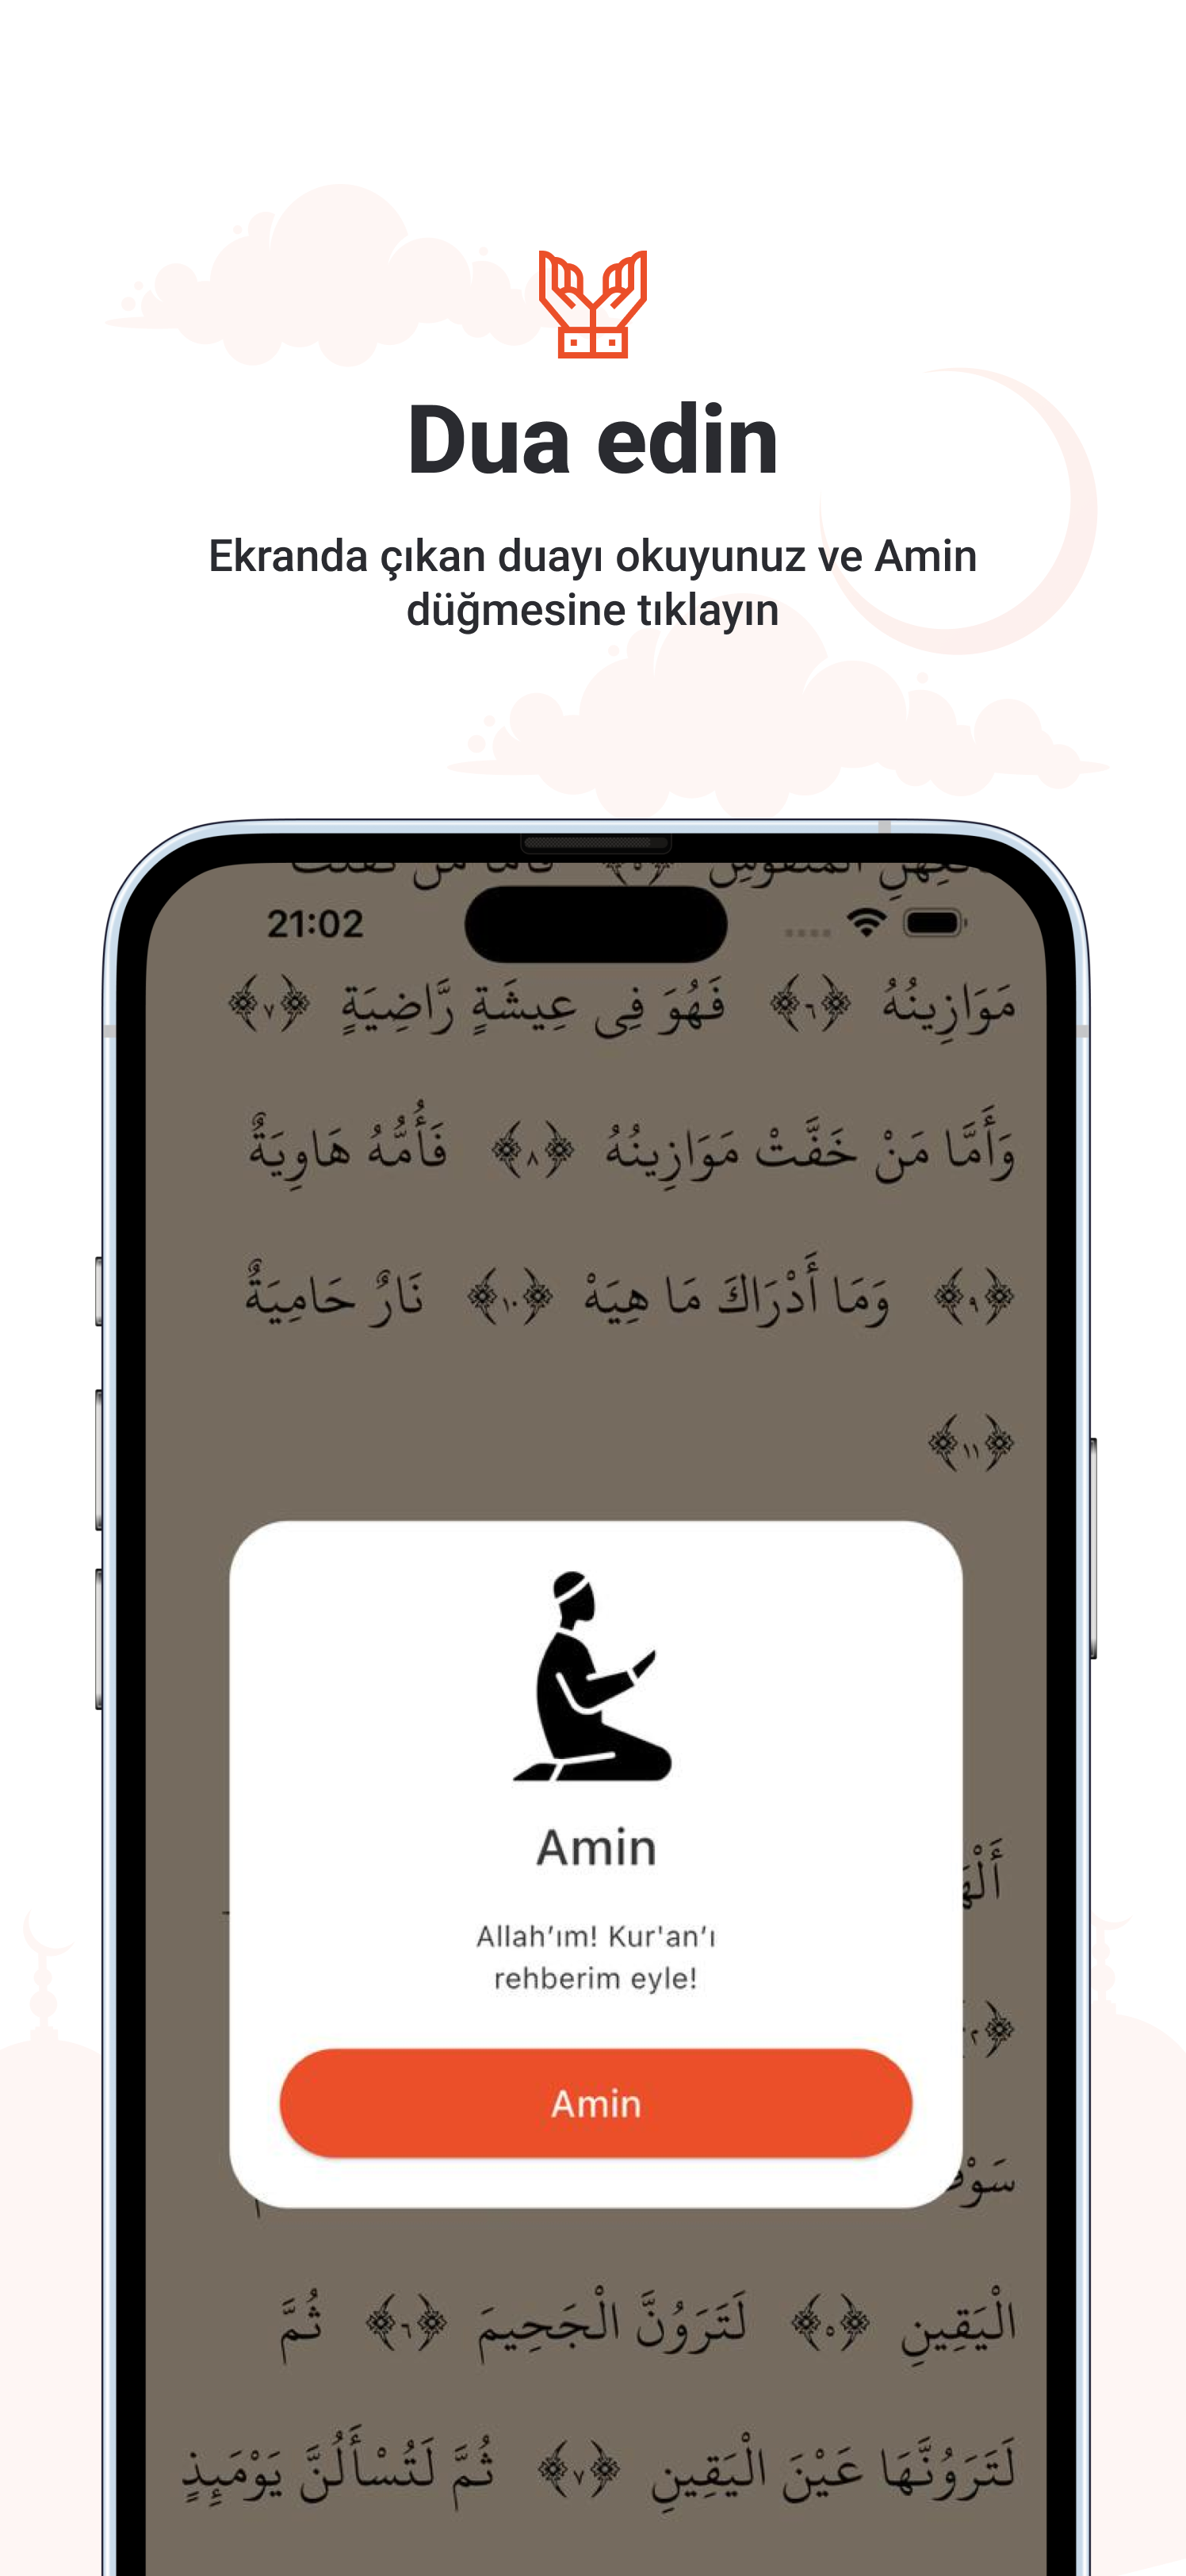 Dua edin
Ekranda çıkan duayı okuyunuz ve Amin
düğmesine tıklayın
21:02
مَوَازِينُهُ ﴿٦﴾ فَهُوَ فِى عِيشَةٍ رَّاضِيَةٍ ﴿٧﴾
وَأَمَّا مَنْ خَفَّتْ مَوَازِينُهُ ﴿٨﴾ فَأُمُّهُ هَاوِيَةٌ
﴿٩﴾ وَمَا أَدْرَاكَ مَا هِيَهْ ﴿١٠﴾ نَارٌ حَامِيَةٌ
﴿١١﴾
Amin
Allah’ım! Kur'an’ı
rehberim eyle!
Amin
الْيَقِينِ ﴿٥﴾ لَتَرَوُنَّ الْجَحِيمَ ﴿٦﴾ ثُمَّ
لَتَرَوُنَّهَا عَيْنَ الْيَقِينِ ﴿٧﴾ ثُمَّ لَتُسْأَلُنَّ يَوْمَئِذٍ